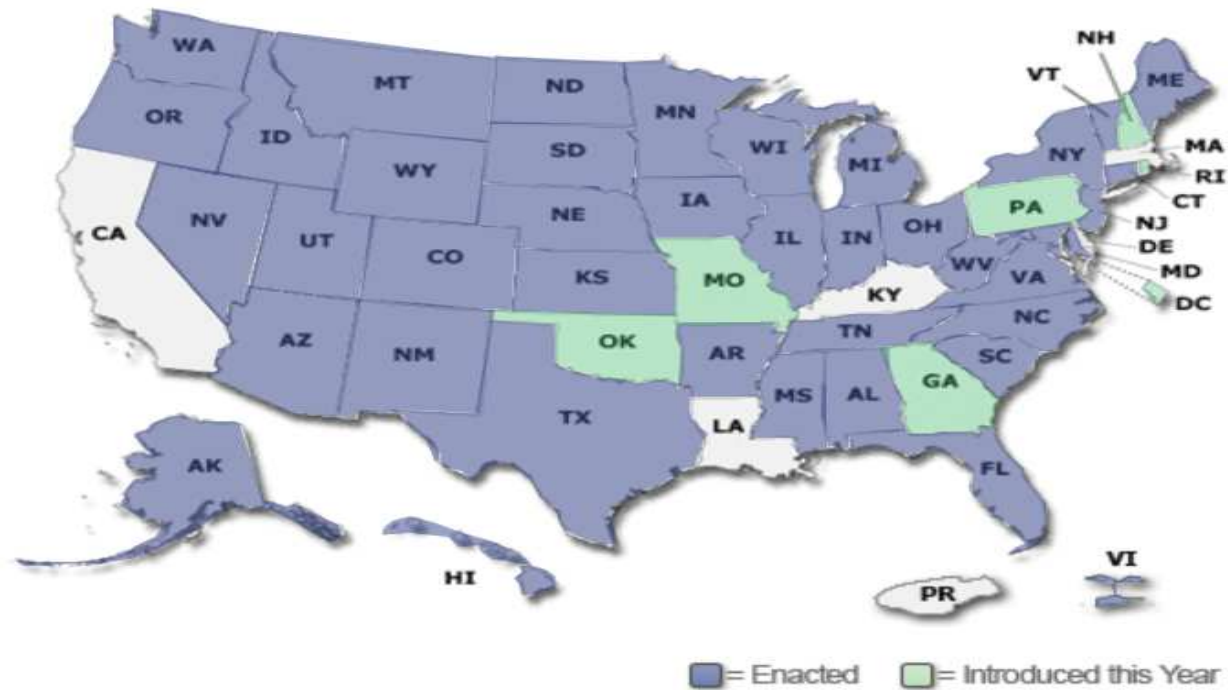 WA
MT
ND
MN
NH
VT
ME
OR
ID
SD
WI
MI
NY
MA
WY
RI
CT
IA
NE
PA
NJ
NV
CA
UT
IL
IN
OH
DE
MD
CO
WV
VA
KS
MO
KY
DC
NC
TN
AZ
NM
OK
AR
SC
GA
MS
AL
TX
LA
AK
FL
HI
VI
PR
= Enacted
= Introduced this Year